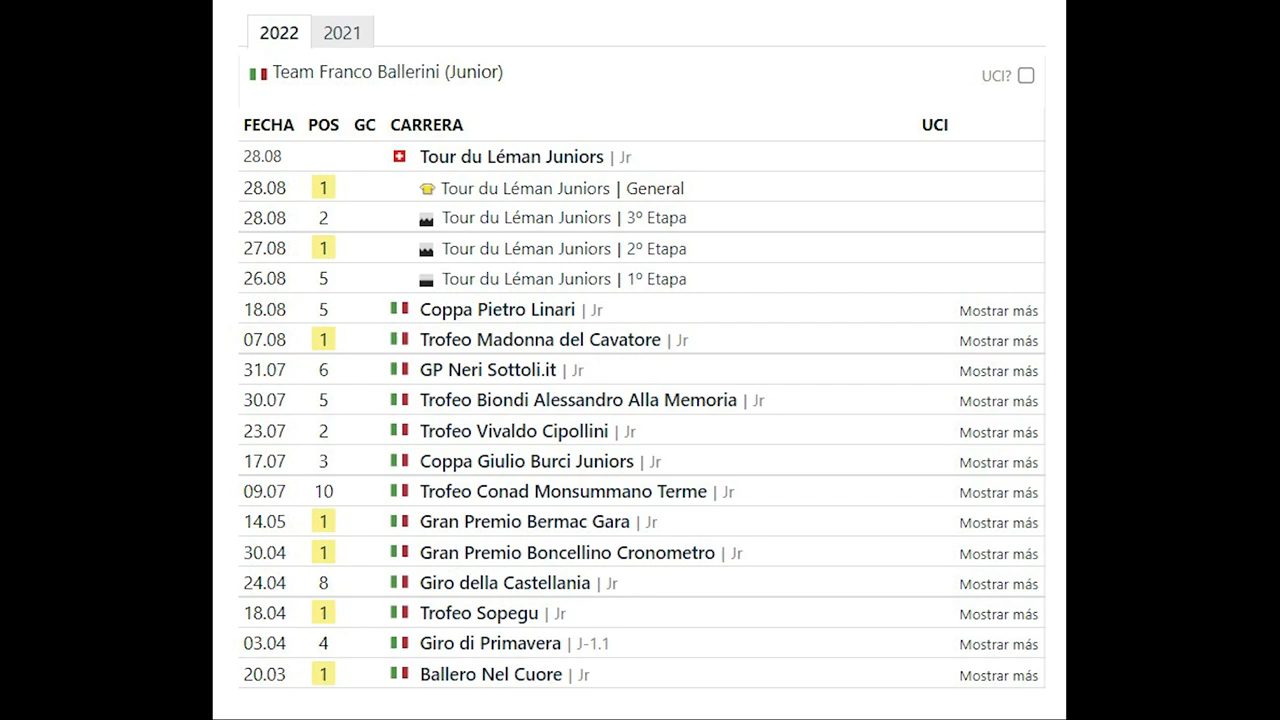 2022 2021
Team Franco Ballerini (Junior) UCI?
FECHA POS GC CARRERA UCI
28.08 Tour du Léman Juniors | Jr
28.08 1 Tour du Léman Juniors | General
28.08 2 Tour du Léman Juniors | 3º Etapa
27.08 1 Tour du Léman Juniors | 2º Etapa
26.08 5 Tour du Léman Juniors | 1º Etapa
18.08 5 Coppa Pietro Linari | Jr Mostrar más
07.08 1 Trofeo Madonna del Cavatore | Jr Mostrar más
31.07 6 GP Neri Sottoli.it | Jr Mostrar más
30.07 5 Trofeo Biondi Alessandro Alla Memoria | Jr Mostrar más
23.07 2 Trofeo Vivaldo Cipollini | Jr Mostrar más
17.07 3 Coppa Giulio Burci Juniors | Jr Mostrar más
09.07 10 Trofeo Conad Monsummano Terme | Jr Mostrar más
14.05 1 Gran Premio Bermac Gara | Jr Mostrar más
30.04 1 Gran Premio Boncellino Cronometro | Jr Mostrar más
24.04 8 Giro della Castellania | Jr Mostrar más
18.04 1 Trofeo Sopegu | Jr Mostrar más
03.04 4 Giro di Primavera | J-1.1 Mostrar más
20.03 1 Ballero Nel Cuore | Jr Mostrar más